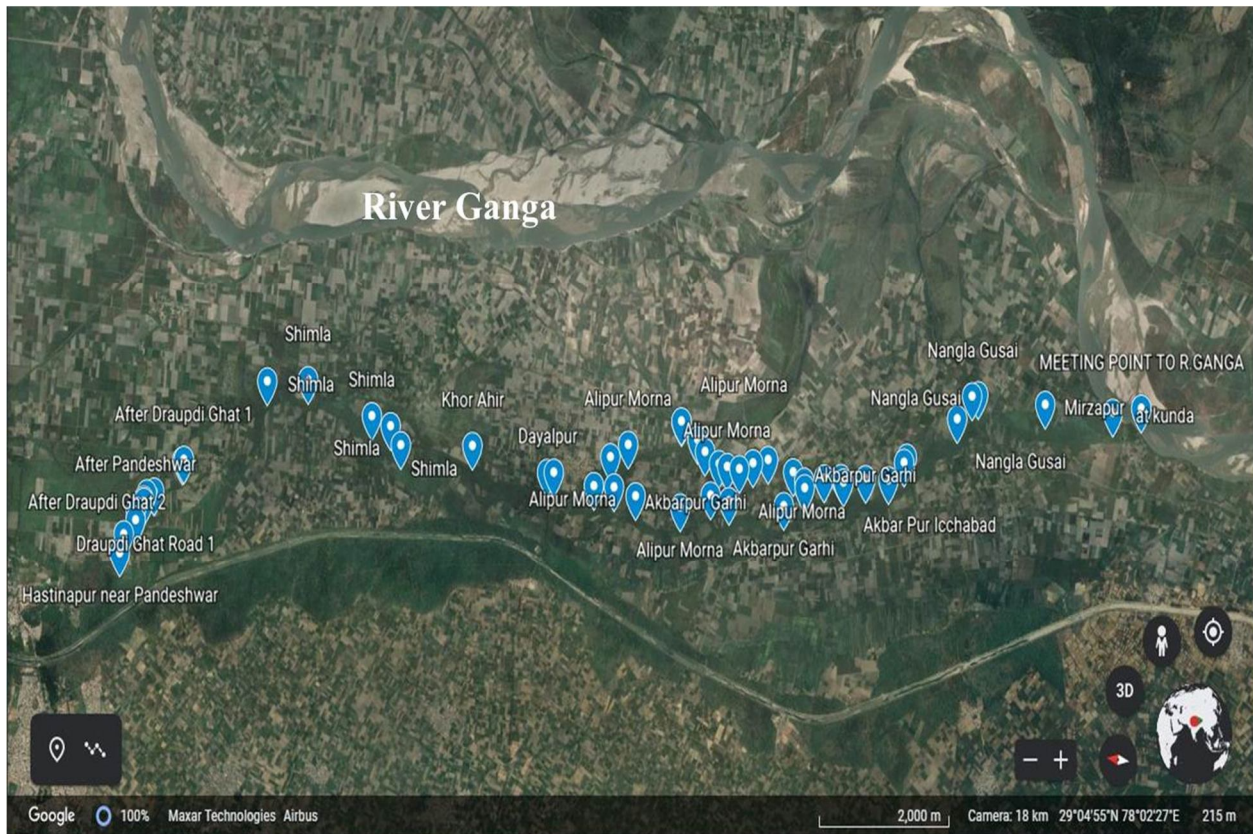 River Ganga
Shimla
Nangla Gusai
MEETING POINT TO R.GANGA
Shimla
Shimla
Alipur Morna
Khor Ahir
Alipur Morna
Nangla Gusai
Mirzapur
at kunda
After Draupdi Ghat 1
Alipur Morna
Dayalpur
Shimla
Shimla
After Pandeshwar
Nangla Gusai
Akbarpur Garhi
Alipur Morna
After Draupdi Ghat 2
Akbarpur Garhi
Alipur Morna
Akbar Pur Icchabad
Draupdi Ghat Road 1
Alipur Morna
Akbarpur Garhi
Hastinapur near Pandeshwar
3D
Google
100%
Maxar Technologies Airbus
2,000 m
Camera: 18 km 29°04'55"N 78°02'27"E 215 m